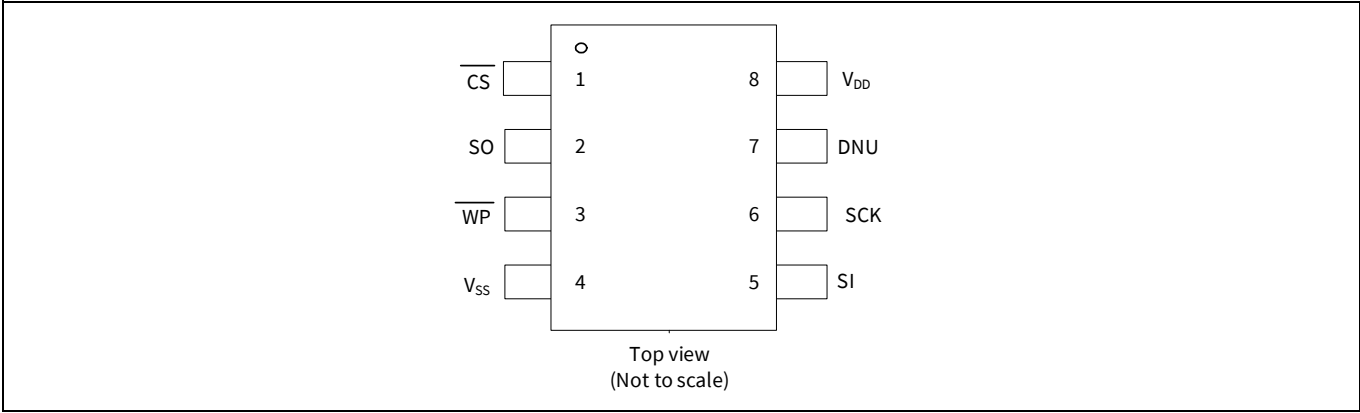 CS 1 8 VDD
SO 2 7 DNU
WP 3 6 SCK
VSS 4 5 SI
Top view
(Not to scale)